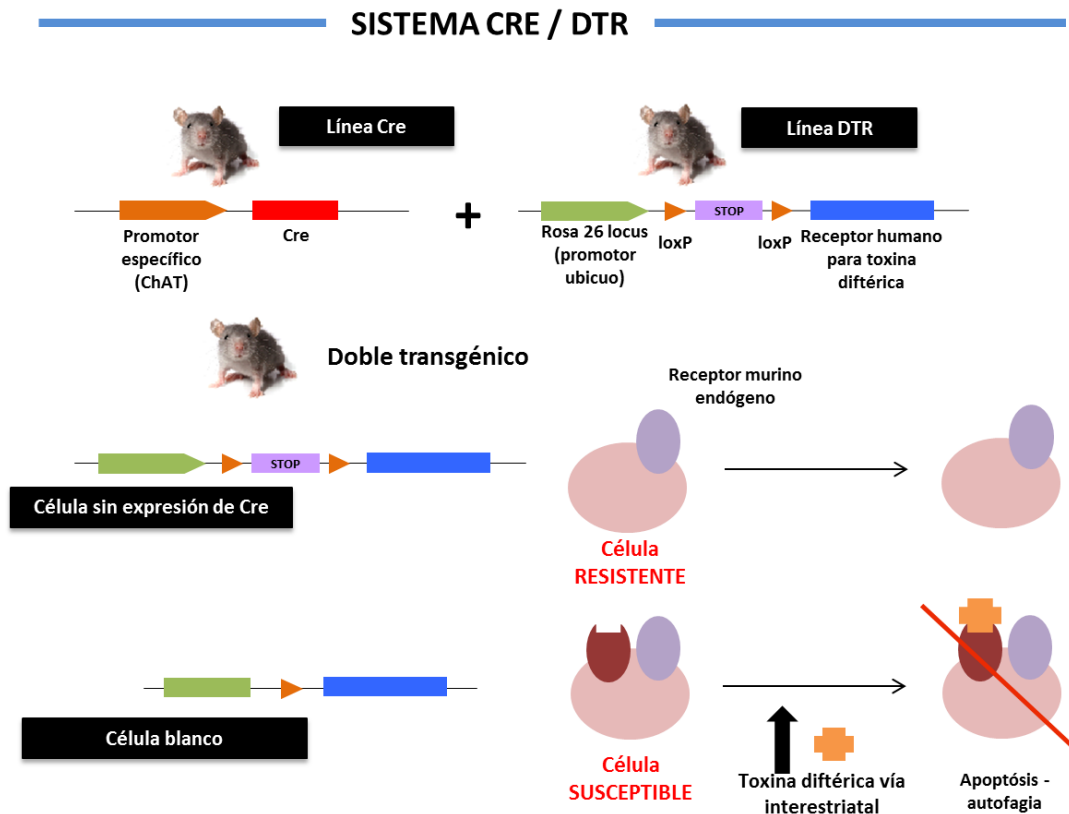 SISTEMA CRE / DTR
Línea Cre
Línea DTR
Promotor
específico
(ChAT)
Cre
+
STOP
Rosa 26 locus
(promotor
ubicuo)
loxP
loxP
Receptor humano
para toxina
diftérica
Doble transgénico
Receptor murino
endógeno
STOP
Célula sin expresión de Cre
Célula
RESISTENTE
Célula blanco
Célula
SUSCEPTIBLE
Toxina diftérica vía
interestriatal
Apoptósis -
autofagia